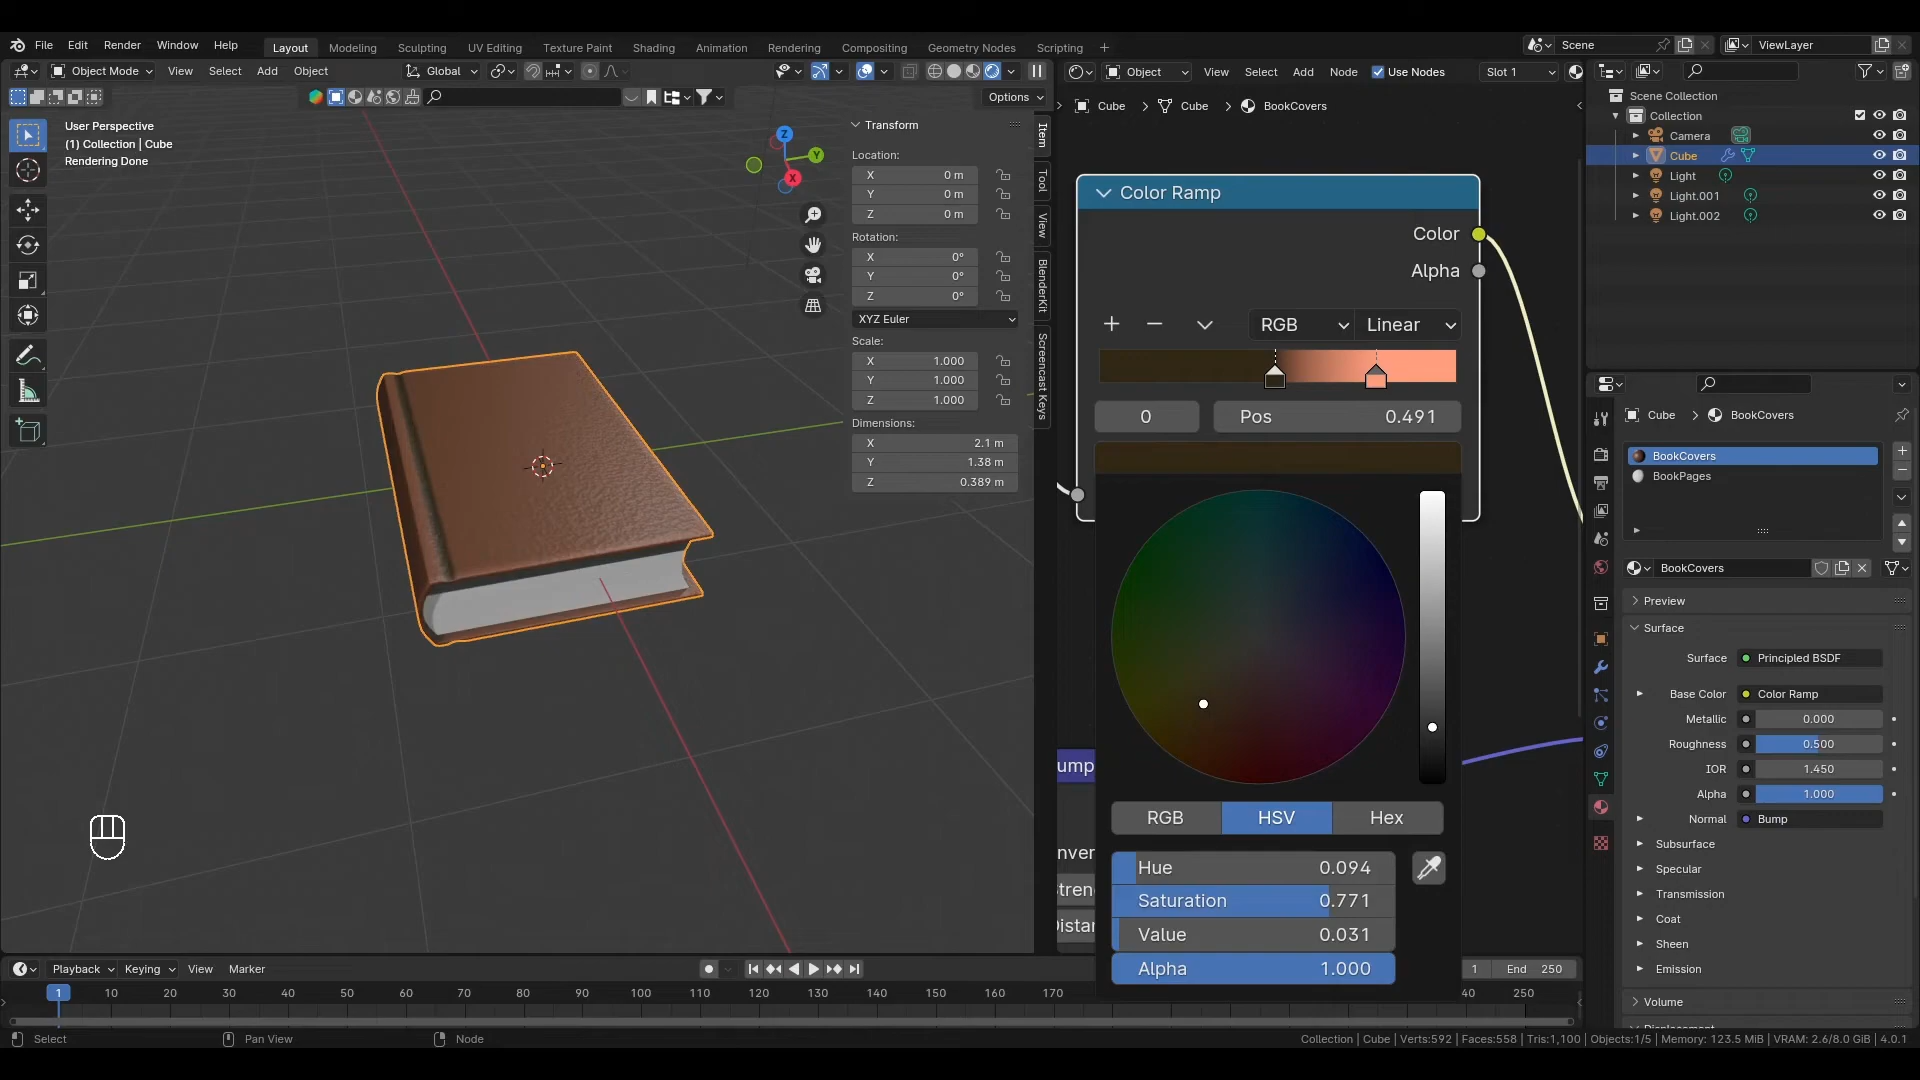 File Edit Render Window Help Layout Modeling Sculpting UV Editing Texture Paint Shading Animation Rendering Compositing Geometry Nodes Scripting + Scene ViewLayer
Object Mode View Select Add Object Global Object View Select Add Node Use Nodes Slot 1
Options
Cube > Cube > BookCovers
User Perspective
(1) Collection | Cube
Rendering Done
Z
Y
X
Transform
Location:
X 0 m
Y 0 m
Z 0 m
Rotation:
X 0°
Y 0°
Z 0°
XYZ Euler
Scale:
X 1.000
Y 1.000
Z 1.000
Dimensions:
X 2.1 m
Y 1.38 m
Z 0.389 m
Item
Tool
View
BlenderKit
Screencast Keys
Color Ramp
Color
Alpha
RGB Linear
0 Pos 0.491
ump
nver
Stren
Distar
RGB HSV Hex
Hue 0.094
Saturation 0.771
Value 0.031
Alpha 1.000
Scene Collection
Collection
Camera
Cube
Light
Light.001
Light.002
Cube > BookCovers
BookCovers
BookPages
BookCovers
Preview
Surface
Surface Principled BSDF
Base Color Color Ramp
Metallic 0.000
Roughness 0.500
IOR 1.450
Alpha 1.000
Normal Bump
Subsurface
Specular
Transmission
Coat
Sheen
Emission
Volume
Displacement
Playback Keying View Marker 1 End 250
1 10 20 30 40 50 60 70 80 90 100 110 120 130 140 150 160 170 40 250
Select Pan View Node Collection | Cube | Verts:592 | Faces:558 | Tris:1,100 | Objects:1/5 | Memory: 123.5 MiB | VRAM: 2.6/8.0 GiB | 4.0.1